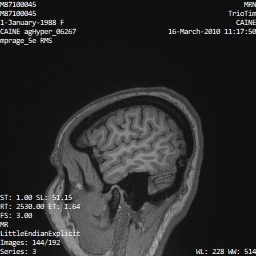 M87100045
MRN
M87100045
TrioTim
1-January-1988 F
CAINE
CAINE agHyper_06267
16-March-2010 11:17:50
mprage_5e RMS
ST: 1.00 SL: 51.15
RT: 2530.00 ET: 1.64
FS: 3.00
MR
LittleEndianExplicit
Images: 144/192
Series: 3
WL: 228 WW: 514